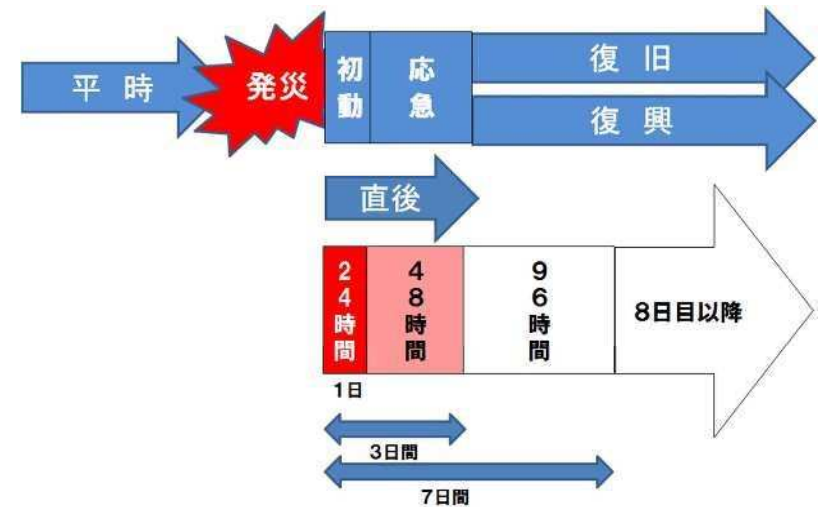 平時
発災
初動
応急
復旧
復興
直後
24時間
48時間
96時間
8日目以降
1日
3日間
7日間